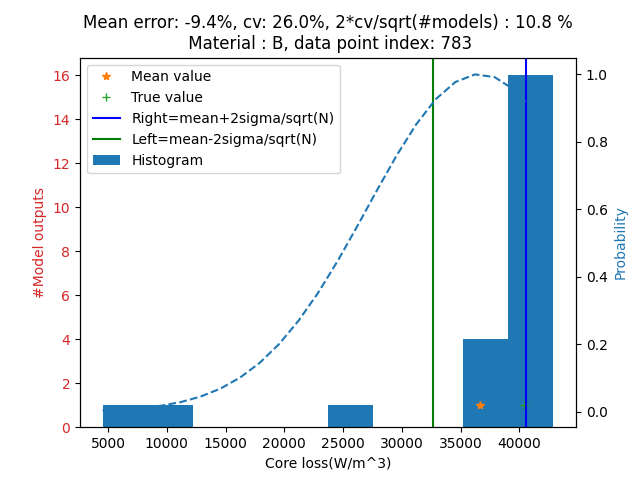 Mean error: -9.4%, cv: 26.0%, 2*cv/sqrt(#models) : 10.8 %
Material : B, data point index: 783
Mean value
True value
Right=mean+2sigma/sqrt(N)
Left=mean-2sigma/sqrt(N)
Histogram
#Model outputs
16
14
12
10
8
6
4
2
0
1.0
0.8
0.6
0.4
0.2
0.0
Probability
5000 10000 15000 20000 25000 30000 35000 40000
Core loss(W/m^3)